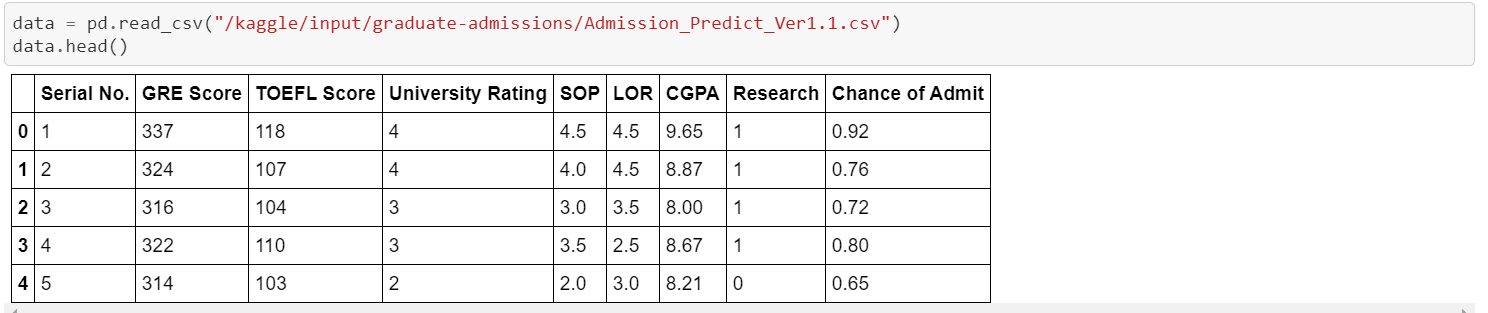 data = pd.read_csv("/kaggle/input/graduate-admissions/Admission_Predict_Ver1.1.csv")
data.head()
Serial No. GRE Score TOEFL Score University Rating SOP LOR CGPA Research Chance of Admit
0 1 337 118 4 4.5 4.5 9.65 1 0.92
1 2 324 107 4 4.0 4.5 8.87 1 0.76
2 3 316 104 3 3.0 3.5 8.00 1 0.72
3 4 322 110 3 3.5 2.5 8.67 1 0.80
4 5 314 103 2 2.0 3.0 8.21 0 0.65